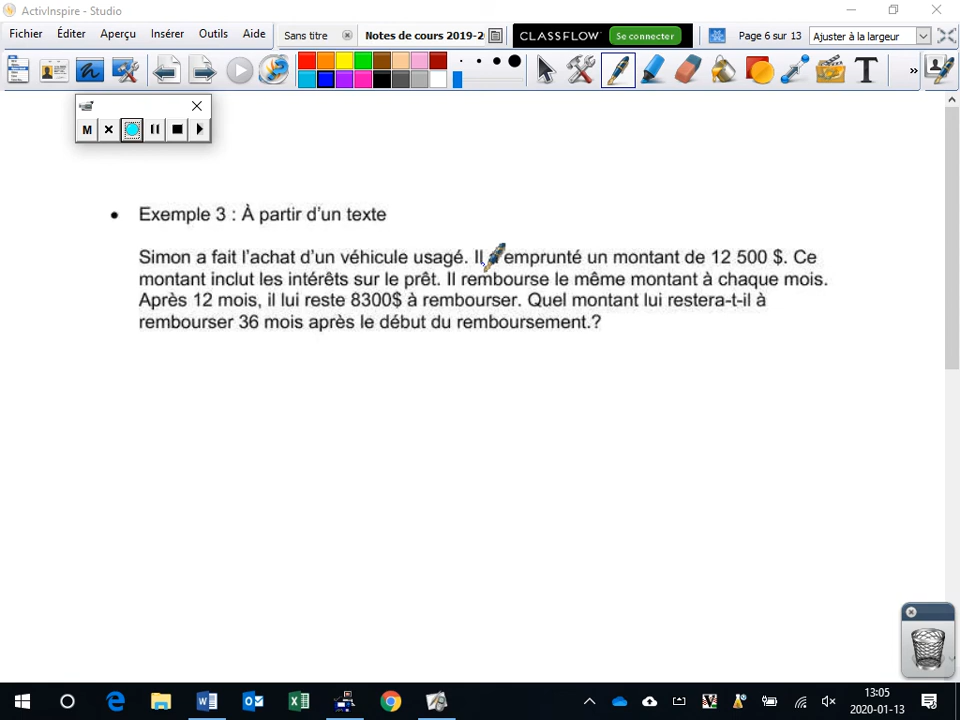 ActivInspire - Studio
Fichier Éditer Aperçu Insérer Outils Aide
Sans titre
Notes de cours 2019-2
CLASSFLOW Se connecter
Page 6 sur 13
Ajuster à la largeur
T
»
M
• Exemple 3 : À partir d'un texte
Simon a fait l'achat d'un véhicule usagé. Il emprunté un montant de 12 500 $. Ce
montant inclut les intérêts sur le prêt. Il rembourse le même montant à chaque mois.
Après 12 mois, il lui reste 8300$ à rembourser. Quel montant lui restera-t-il à
rembourser 36 mois après le début du remboursement.?
13:05
2020-01-13